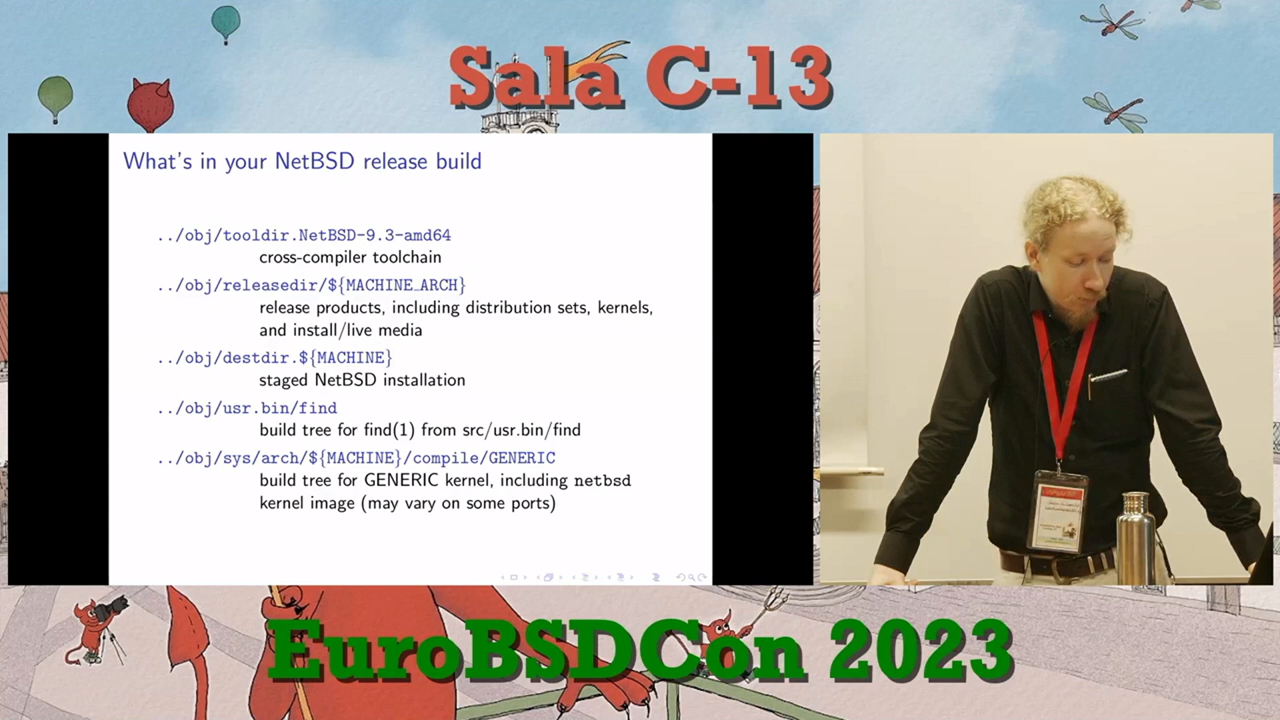 Sala C-13
What's in your NetBSD release build
../obj/tooldir.NetBSD-9.3-amd64
cross-compiler toolchain
../obj/releasedir/${MACHINE_ARCH}
release products, including distribution sets, kernels,
and install/live media
../obj/destdir.${MACHINE}
staged NetBSD installation
../obj/usr.bin/find
build tree for find(1) from src/usr.bin/find
../obj/sys/arch/${MACHINE}/compile/GENERIC
build tree for GENERIC kernel, including netbsd
kernel image (may vary on some ports)
EuroBSDCon 2023